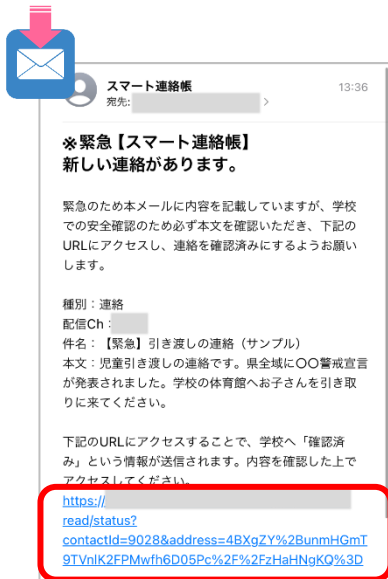 スマート連絡帳
13:36
宛先:
※緊急【スマート連絡帳】
新しい連絡があります。
緊急のため本メールに内容を記載していますが、学校
での安全確認のため必ず本文を確認いただき、下記の
URLにアクセスし、連絡を確認済みにするようお願い
します。
種別：連絡
配信Ch：
件名：【緊急】引き渡しの連絡（サンプル）
本文：児童引き渡しの連絡です。県全域に〇〇警戒宣言
が発表されました。学校の体育館へお子さんを引き取
りに来てください。
下記のURLにアクセスすることで、学校へ「確認済
み」という情報が送信されます。内容を確認した上で
アクセスしてください。
https://
read/status?
contactId=9028&address=4BXgZY%2BunmHGmT
9TVnlK2FPMwfh6D05Pc%2F%2FzHaHNgKQ%3D